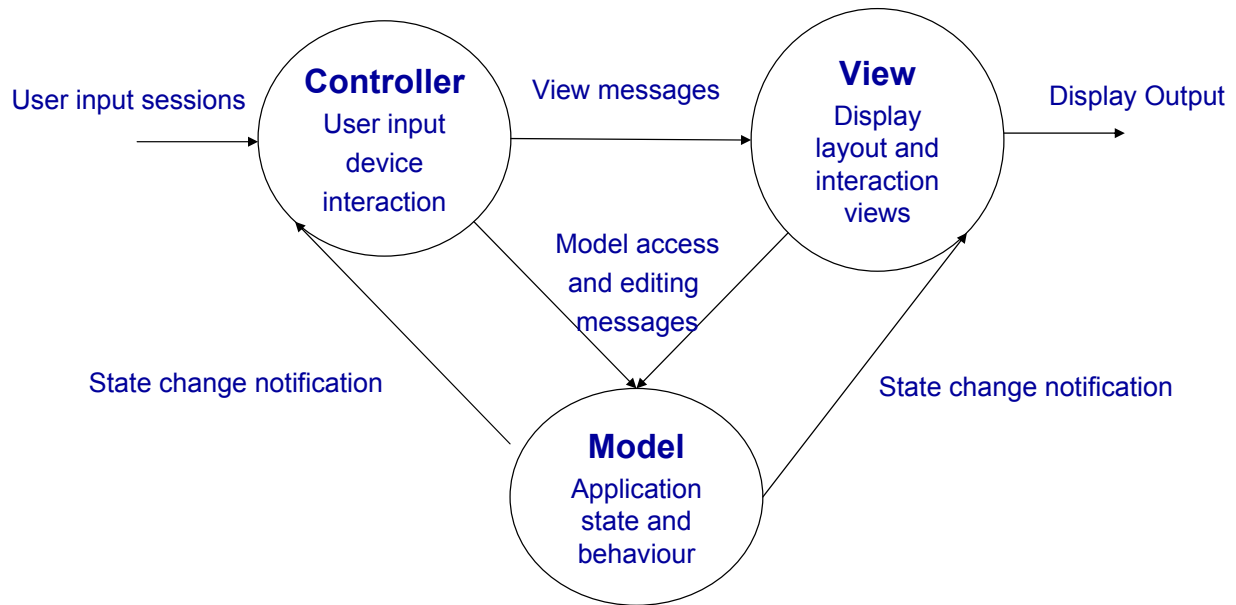 User input sessions
Controller
User input
device
interaction
View messages
View
Display
layout and
interaction
views
Display Output
Model access
and editing
messages
State change notification
State change notification
Model
Application
state and
behaviour